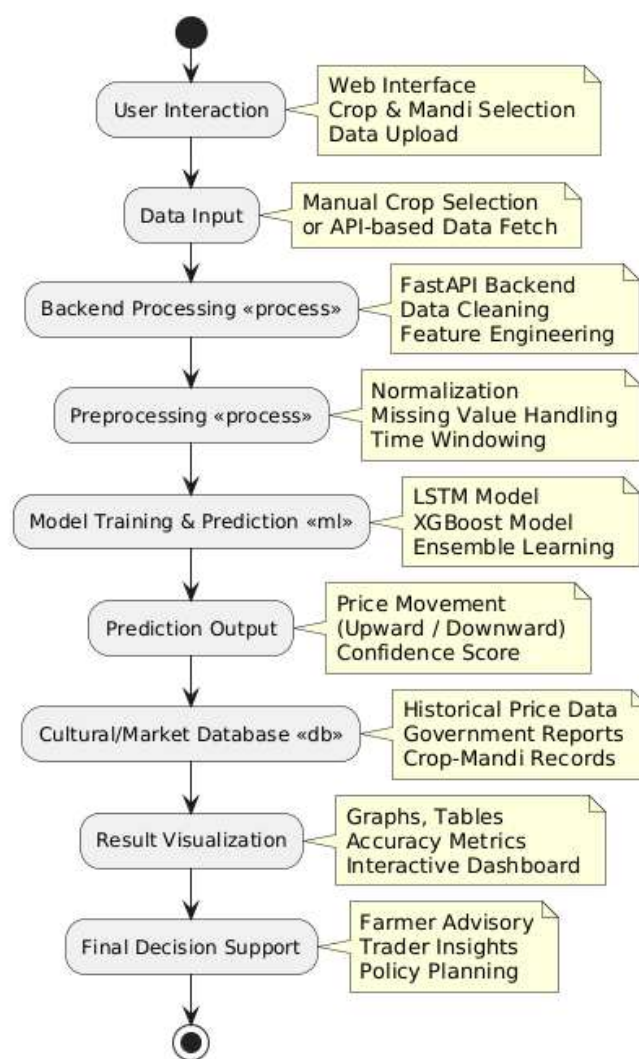 User Interaction
Web Interface
Crop & Mandi Selection
Data Upload
Data Input
Manual Crop Selection
or API-based Data Fetch
Backend Processing «process»
FastAPI Backend
Data Cleaning
Feature Engineering
Preprocessing «process»
Normalization
Missing Value Handling
Time Windowing
Model Training & Prediction «ml»
LSTM Model
XGBoost Model
Ensemble Learning
Prediction Output
Price Movement
(Upward / Downward)
Confidence Score
Cultural/Market Database «db»
Historical Price Data
Government Reports
Crop-Mandi Records
Result Visualization
Graphs, Tables
Accuracy Metrics
Interactive Dashboard
Final Decision Support
Farmer Advisory
Trader Insights
Policy Planning